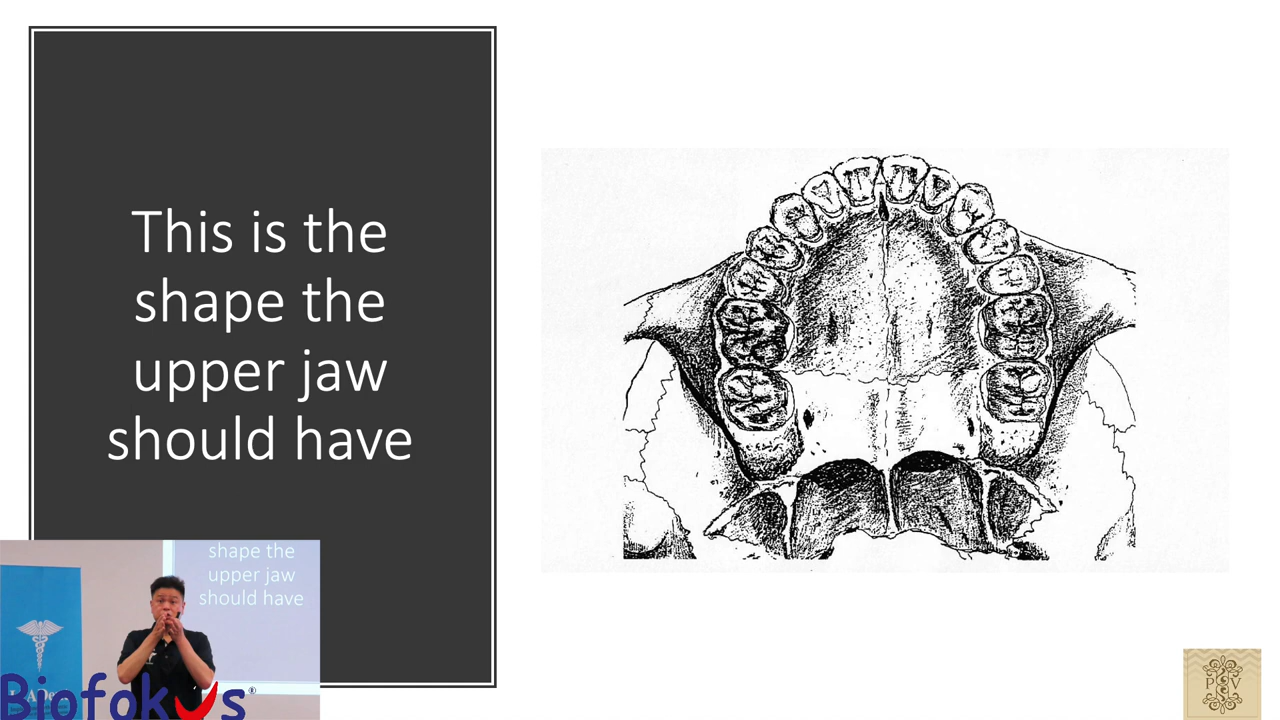 This is the
shape the
upper jaw
should have
shape the
upper jaw
should have
Biofokus®
P V